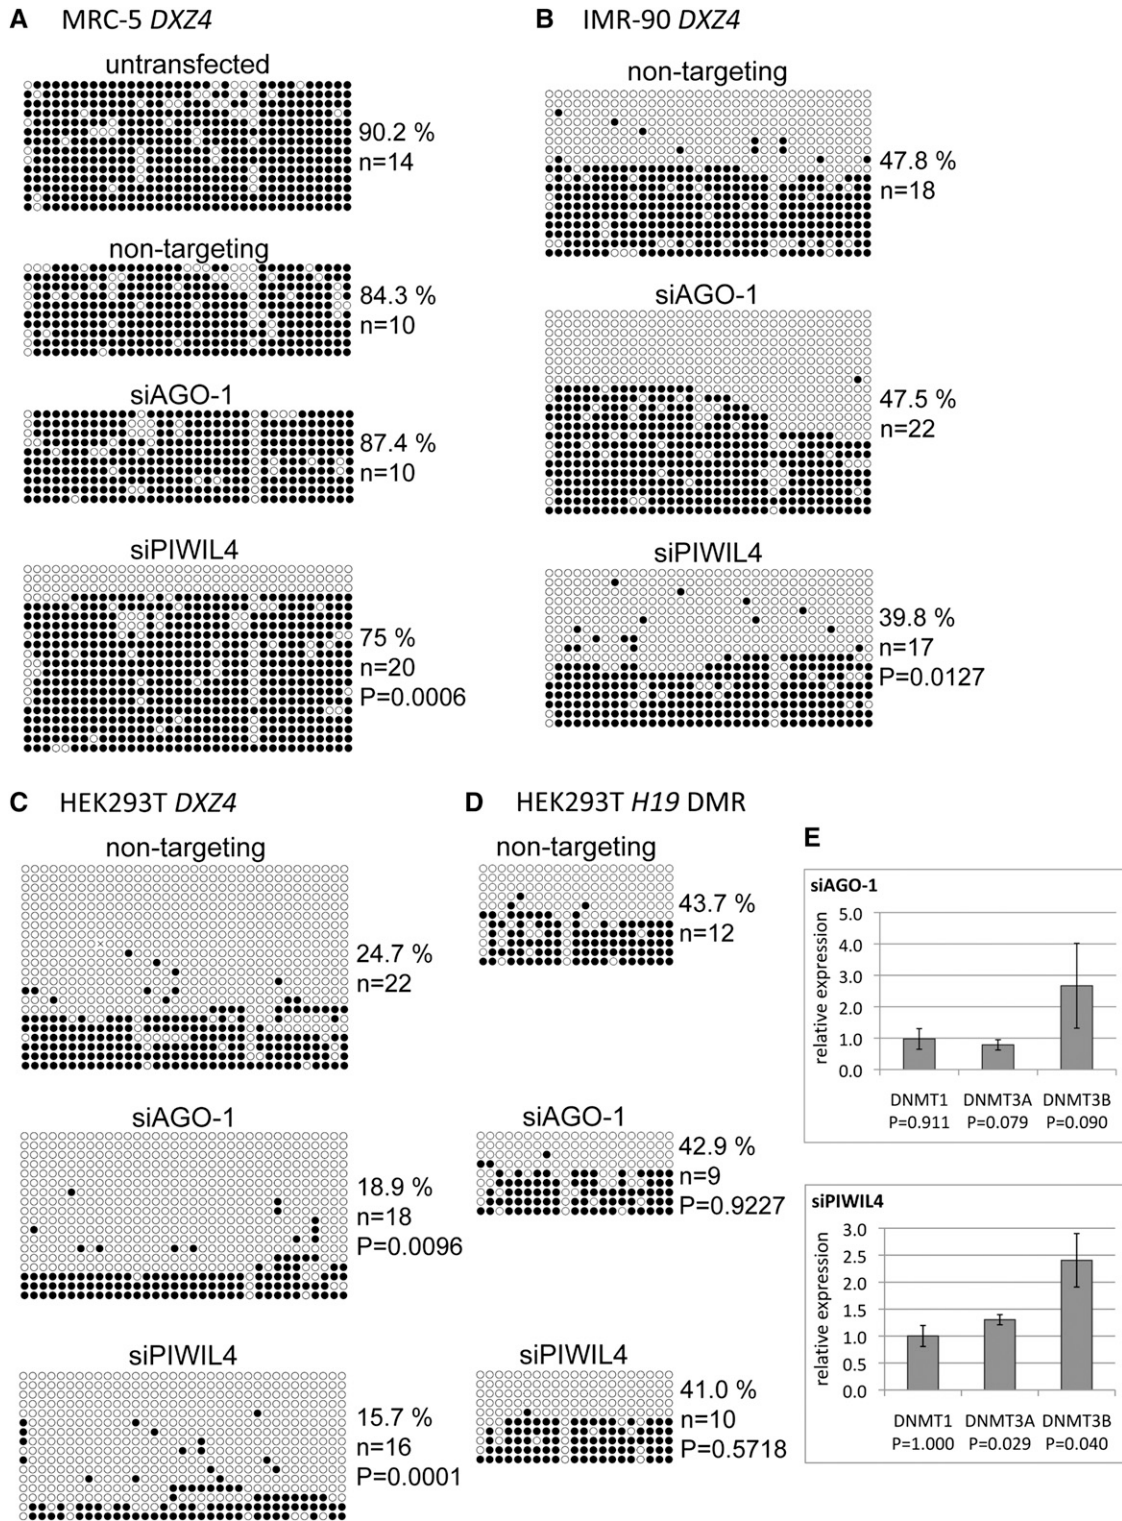 A MRC-5 DXZ4
untransfected
90.2 %
n=14
non-targeting
84.3 %
n=10
siAGO-1
87.4 %
n=10
siPIWIL4
75 %
n=20
P=0.0006
B IMR-90 DXZ4
non-targeting
47.8 %
n=18
siAGO-1
47.5 %
n=22
siPIWIL4
39.8 %
n=17
P=0.0127
C HEK293T DXZ4
non-targeting
24.7 %
n=22
siAGO-1
18.9 %
n=18
P=0.0096
siPIWIL4
15.7 %
n=16
P=0.0001
D HEK293T H19 DMR
non-targeting
43.7 %
n=12
siAGO-1
42.9 %
n=9
P=0.9227
siPIWIL4
41.0 %
n=10
P=0.5718
E
siAGO-1
relative expression
5.0
4.0
3.0
2.0
1.0
0.0
DNMT1 DNMT3A DNMT3B
P=0.911 P=0.079 P=0.090
siPIWIL4
relative expression
3.0
2.5
2.0
1.5
1.0
0.5
0.0
DNMT1 DNMT3A DNMT3B
P=1.000 P=0.029 P=0.040